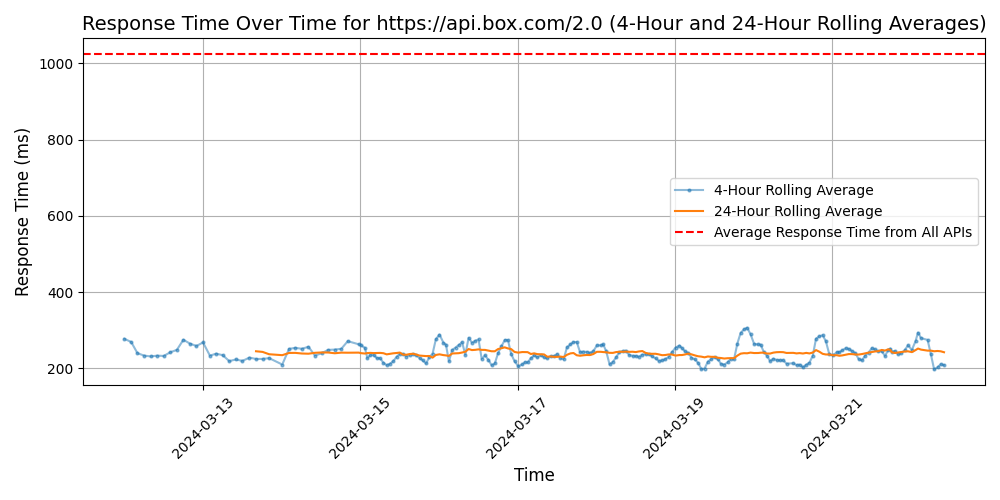 Response Time Over Time for https://api.box.com/2.0 (4-Hour and 24-Hour Rolling Averages)
Response Time (ms)
1000
800
600
400
200
4-Hour Rolling Average
24-Hour Rolling Average
Average Response Time from All APIs
2024-03-13
2024-03-15
2024-03-17
2024-03-19
2024-03-21
Time